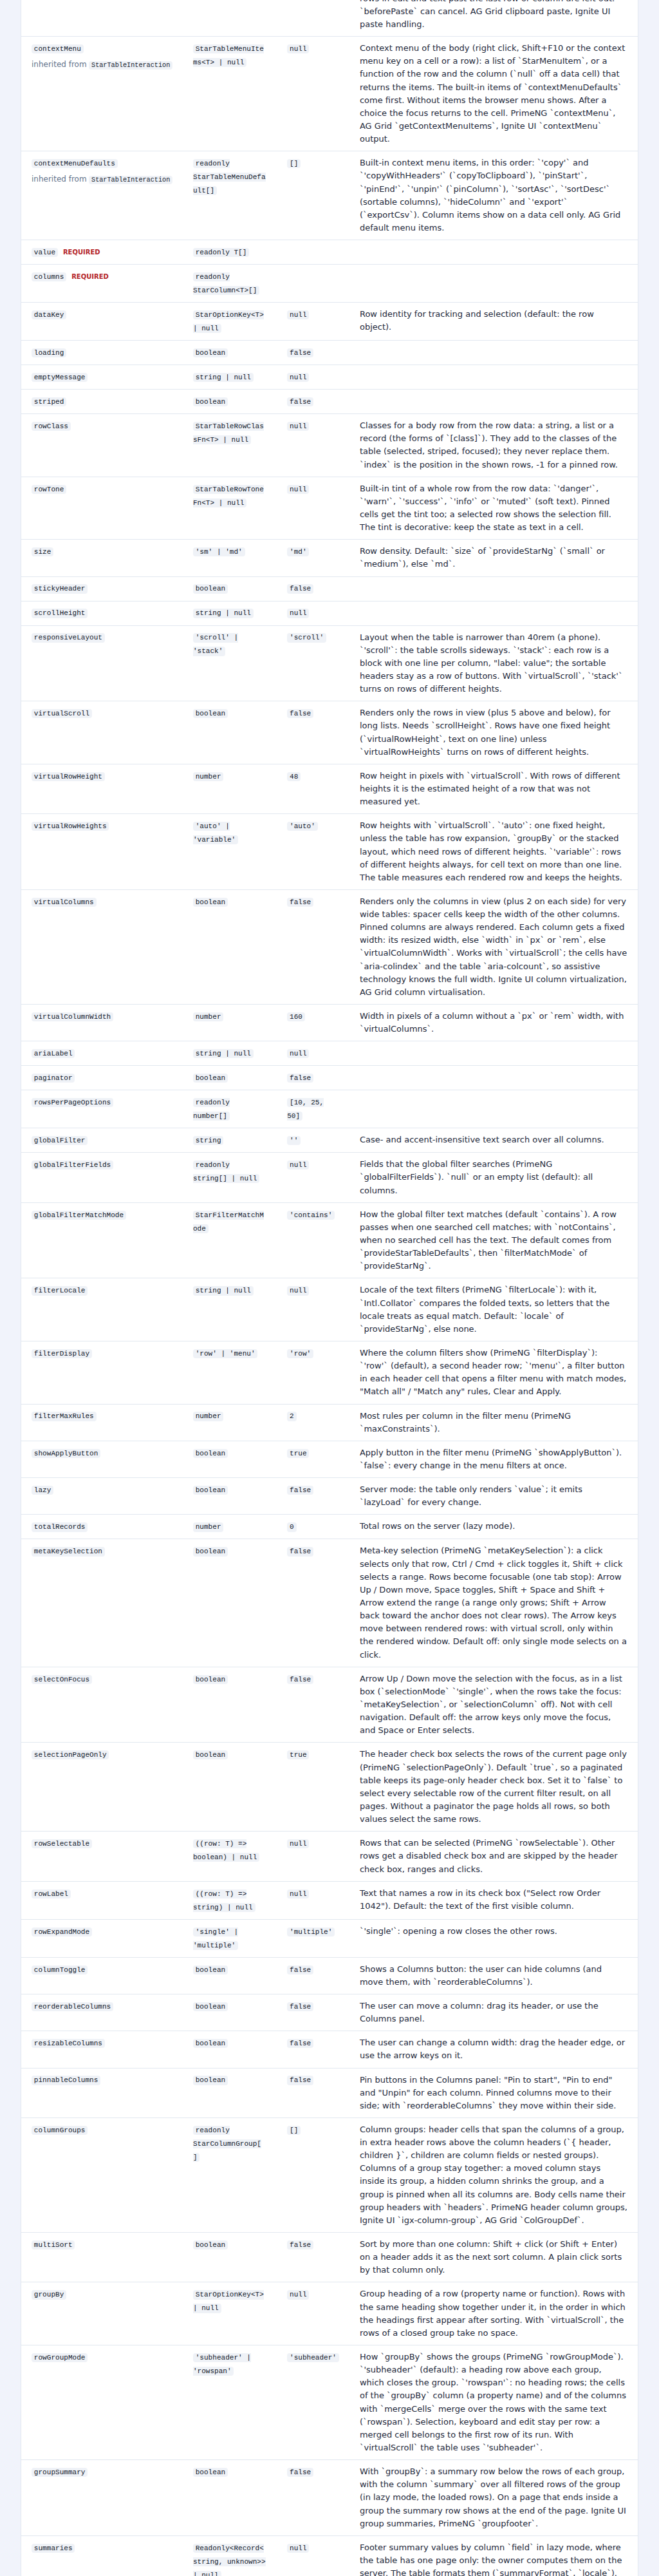 `beforePaste` can cancel. AG Grid clipboard paste, Ignite UI
paste handling.
contextMenu StarTableMenuIte null Context menu of the body (right click, Shift+F10 or the context
inherited from StarTableInteraction ms<T> | null menu key) on a cell or a row): a list of `StarMenuItem`, or a
function of the row and the column (`null` off a data cell) that
returns the items. The built-in items of `contextMenuDefaults`
come first. Without items the browser menu shows. After a
choice the focus returns to the cell. PrimeNG `contextMenu`,
AG Grid `getContextMenuItems`, Ignite UI `contextMenu`
output.
contextMenuDefaults readonly [] Built-in context menu items, in this order: `'copy'` and
inherited from StarTableInteraction StarTableMenuDefa `'copyWithHeaders'` (`copyToClipboard`), `'pinStart'`,
ult[] `'pinEnd'`, `'unpin'` (`pinColumn`), `'sortAsc'`, `'sortDesc'`
(sortable columns), `'hideColumn'` and `'export'`
(`exportCsv`). Column items show on a data cell only. AG Grid
default menu items.
value REQUIRED readonly T[]
columns REQUIRED readonly
StarColumn<T>[]
dataKey StarOptionKey<T> null Row identity for tracking and selection (default: the row
| null object).
loading boolean false
emptyMessage string | null null
striped boolean false
rowClass StarTableRowClas null Classes for a body row from the row data: a string, a list or a
sFn<T> | null record (the forms of `[class]`). They add to the classes of the
table (selected, striped, focused); they never replace them.
`index` is the position in the shown rows, -1 for a pinned row.
rowTone StarTableRowTone null Built-in tint of a whole row from the row data: `'danger'`,
Fn<T> | null `'warn'`, `'success'`, `'info'` or `'muted'` (soft text). Pinned
cells get the tint too; a selected row shows the selection fill.
The tint is decorative: keep the state as text in a cell.
size 'sm' | 'md' 'md' Row density. Default: `size` of `provideStarNg` (`small` or
`medium`), else `md`.
stickyHeader boolean false
scrollHeight string | null null
responsiveLayout 'scroll' | 'scroll' Layout when the table is narrower than 40rem (a phone).
'stack' `'scroll'`: the table scrolls sideways. `'stack'`: each row is a
block with one line per column, "label: value"; the sortable
headers stay as a row of buttons. With `virtualScroll`, `'stack'`
turns on rows of different heights.
virtualScroll boolean false Renders only the rows in view (plus 5 above and below), for
long lists. Needs `scrollHeight`. Rows have one fixed height
(`virtualRowHeight`, text on one line) unless
`virtualRowHeights` turns on rows of different heights.
virtualRowHeight number 48 Row height in pixels with `virtualScroll`. With rows of different
heights it is the estimated height of a row that was not
measured yet.
virtualRowHeights 'auto' | 'auto' Row heights with `virtualScroll`. `'auto'`: one fixed height,
'variable' unless the table has row expansion, `groupBy` or the stacked
layout, which need rows of different heights. `'variable'`: rows
of different heights always, for cell text on more than one line.
The table measures each rendered row and keeps the heights.
virtualColumns boolean false Renders only the columns in view (plus 2 on each side) for very
wide tables: spacer cells keep the width of the other columns.
Pinned columns are always rendered. Each column gets a fixed
width: its resized width, else `width` in `px` or `rem`, else
`virtualColumnWidth`. Works with `virtualScroll`; the cells have
`aria-colindex` and the table `aria-colcount`, so assistive
technology knows the full width. Ignite UI column virtualization,
AG Grid column virtualisation.
virtualColumnWidth number 160 Width in pixels of a column without a `px` or `rem` width, with
`virtualColumns`.
ariaLabel string | null null
paginator boolean false
rowsPerPageOptions readonly [10, 25,
number[] 50]
globalFilter string '' Case- and accent-insensitive text search over all columns.
globalFilterFields readonly null Fields that the global filter searches (PrimeNG
string[] | null `globalFilterFields`). `null` or an empty list (default): all
columns.
globalFilterMatchMode StarFilterMatchM 'contains' How the global filter text matches (default `contains`). A row
ode passes when one searched cell matches; with `notContains`,
when no searched cell has the text. The default comes from
`provideStarTableDefaults`, then `filterMatchMode` of
`provideStarNg`.
filterLocale string | null null Locale of the text filters (PrimeNG `filterLocale`): with it,
`Intl.Collator` compares the folded texts, so letters that the
locale treats as equal match. Default: `locale` of
`provideStarNg`, else none.
filterDisplay 'row' | 'menu' 'row' Where the column filters show (PrimeNG `filterDisplay`):
`'row'` (default), a second header row; `'menu'`, a filter button
in each header cell that opens a filter menu with match modes,
"Match all" / "Match any" rules, Clear and Apply.
filterMaxRules number 2 Most rules per column in the filter menu (PrimeNG
`maxConstraints`).
showApplyButton boolean true Apply button in the filter menu (PrimeNG `showApplyButton`).
`false`: every change in the menu filters at once.
lazy boolean false Server mode: the table only renders `value`; it emits
`lazyLoad` for every change.
totalRecords number 0 Total rows on the server (lazy mode).
metaKeySelection boolean false Meta-key selection (PrimeNG `metaKeySelection`): a click
selects only that row, Ctrl / Cmd + click toggles it, Shift + click
selects a range. Rows become focusable (one tab stop): Arrow
Up / Down move, Space toggles, Shift + Space and Shift +
Arrow extend the range (a range only grows; Shift + Arrow
back toward the anchor does not clear rows). The Arrow keys
move between rendered rows: with virtual scroll, only within
the rendered window. Default off: only single mode selects on a
click.
selectOnFocus boolean false Arrow Up / Down move the selection with the focus, as in a list
box (`selectionMode` `'single'`, when the rows take the focus:
`metaKeySelection`, or `selectionColumn` off). Not with cell
navigation. Default off: the arrow keys only move the focus,
and Space or Enter selects.
selectionPageOnly boolean true The header check box selects the rows of the current page only
(PrimeNG `selectionPageOnly`). Default `true`, so a paginated
table keeps its page-only header check box. Set it to `false` to
select every selectable row of the current filter result, on all
pages. Without a paginator the page holds all rows, so both
values select the same rows.
rowSelectable ((row: T) => null Rows that can be selected (PrimeNG `rowSelectable`). Other
boolean) | null rows get a disabled check box and are skipped by the header
check box, ranges and clicks.
rowLabel ((row: T) => null Text that names a row in its check box ("Select row Order
string) | null 1042"). Default: the text of the first visible column.
rowExpandMode 'single' | 'multiple' `'single'`: opening a row closes the other rows.
'multiple'
columnToggle boolean false Shows a Columns button: the user can hide columns (and
move them, with `reorderableColumns`).
reorderableColumns boolean false The user can move a column: drag its header, or use the
Columns panel.
resizableColumns boolean false The user can change a column width: drag the header edge, or
use the arrow keys on it.
pinnableColumns boolean false Pin buttons in the Columns panel: "Pin to start", "Pin to end"
and "Unpin" for each column. Pinned columns move to their
side; with `reorderableColumns` they move within their side.
columnGroups readonly [] Column groups: header cells that span the columns of a group,
StarColumnGroup[ in extra header rows above the column headers (`{ header,
] children }`, children are column fields or nested groups).
Columns of a group stay together: a moved column stays
inside its group, a hidden column shrinks the group, and a
group is pinned when all its columns are. Body cells name their
group headers with `headers`. PrimeNG header column groups,
Ignite UI `igx-column-group`, AG Grid `ColGroupDef`.
multiSort boolean false Sort by more than one column: Shift + click (or Shift + Enter)
on a header adds it as the next sort column. A plain click sorts
by that column only.
groupBy StarOptionKey<T> null Group heading of a row (property name or function). Rows with
| null the same heading show together under it, in the order in which
the headings first appear after sorting. With `virtualScroll`, the
rows of a closed group take no space.
rowGroupMode 'subheader' | 'subheader' How `groupBy` shows the groups (PrimeNG `rowGroupMode`).
'rowspan' `'subheader'` (default): a heading row above each group,
which closes the group. `'rowspan'`: no heading rows; the cells
of the `groupBy` column (a property name) and of the columns
with `mergeCells` merge over the rows with the same text
(`rowspan`). Selection, keyboard and edit stay per row: a
merged cell belongs to the first row of its run. With
`virtualScroll` the table uses `'subheader'`.
groupSummary boolean false With `groupBy`: a summary row below the rows of each group,
with the column `summary` over all filtered rows of the group
(in lazy mode, the loaded rows). On a page that ends inside a
group the summary row shows at the end of the page. Ignite UI
group summaries, PrimeNG `groupfooter`.
summaries Readonly<Record< null Footer summary values by column `field` in lazy mode, where
string, unknown>> the table has one page only: the owner computes them on the
| null server. The table formats them (`summaryFormat`, `locale`).